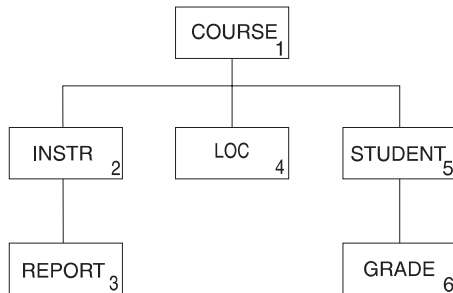 COURSE 1
INSTR 2
LOC 4
STUDENT 5
REPORT 3
GRADE 6